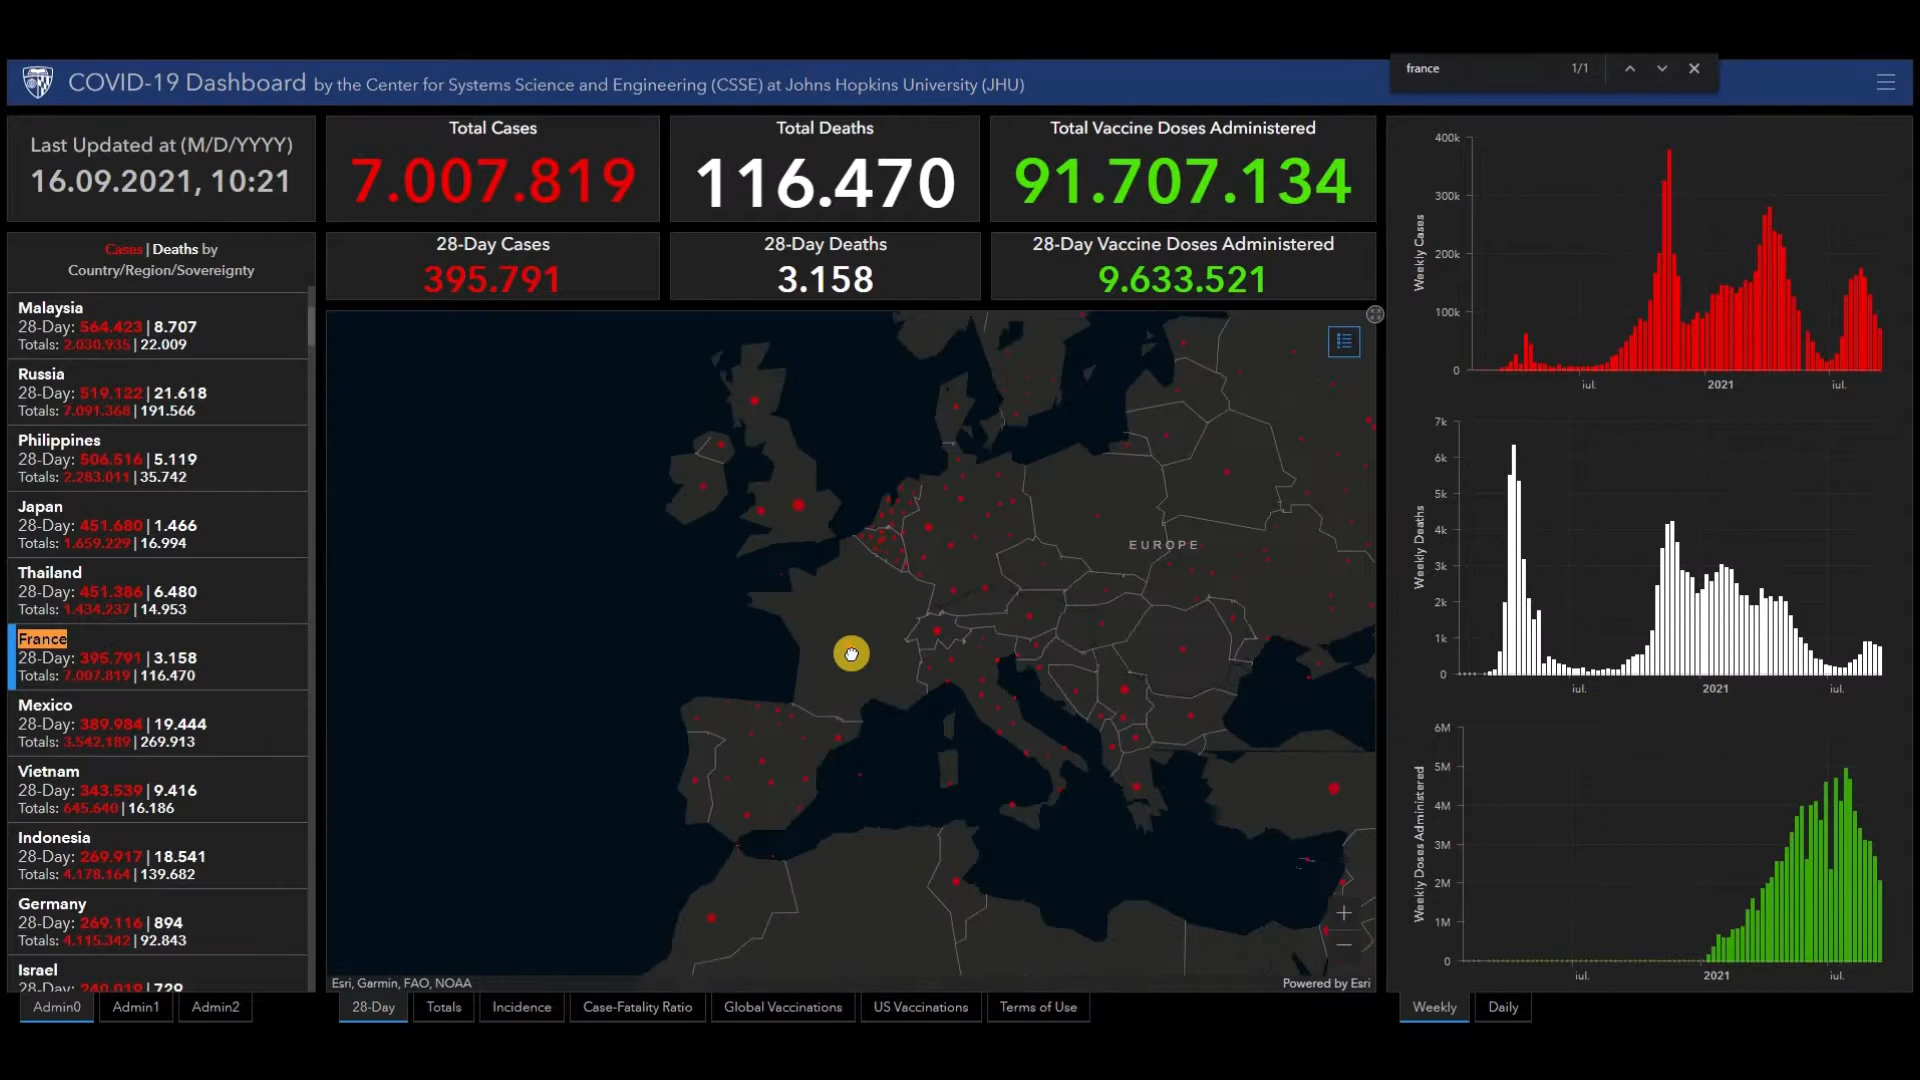 COVID-19 Dashboard by the Center for Systems Science and Engineering (CSSE) at Johns Hopkins University (JHU)
france 1/1
Last Updated at (M/D/YYYY)
16.09.2021, 10:21
Total Cases
7.007.819
Total Deaths
116.470
Total Vaccine Doses Administered
91.707.134
28-Day Cases
395.791
28-Day Deaths
3.158
28-Day Vaccine Doses Administered
9.633.521
Cases | Deaths by
Country/Region/Sovereignty
Malaysia
28-Day: 564.423 | 8.707
Totals: 2.030.935 | 22.009
Russia
28-Day: 519.122 | 21.618
Totals: 7.091.368 | 191.566
Philippines
28-Day: 506.516 | 5.119
Totals: 2.283.011 | 35.742
Japan
28-Day: 451.680 | 1.466
Totals: 1.659.229 | 16.994
Thailand
28-Day: 451.386 | 6.480
Totals: 1.434.237 | 14.953
France
28-Day: 395.791 | 3.158
Totals: 7.007.819 | 116.470
Mexico
28-Day: 389.984 | 19.444
Totals: 3.542.189 | 269.913
Vietnam
28-Day: 343.539 | 9.416
Totals: 645.640 | 16.186
Indonesia
28-Day: 269.917 | 18.541
Totals: 4.178.164 | 139.682
Germany
28-Day: 269.116 | 894
Totals: 4.115.342 | 92.843
Israel
28-Day: 240.019 | 729
Admin0 Admin1 Admin2
EUROPE
Esri, Garmin, FAO, NOAA
Powered by Esri
28-Day Totals Incidence Case-Fatality Ratio Global Vaccinations US Vaccinations Terms of Use
Weekly Cases
400k
300k
200k
100k
0
iul. 2021 iul.
Weekly Deaths
7k
6k
5k
4k
3k
2k
1k
0
iul. 2021 iul.
Weekly Doses Administered
6M
5M
4M
3M
2M
1M
0
iul. 2021 iul.
Weekly Daily